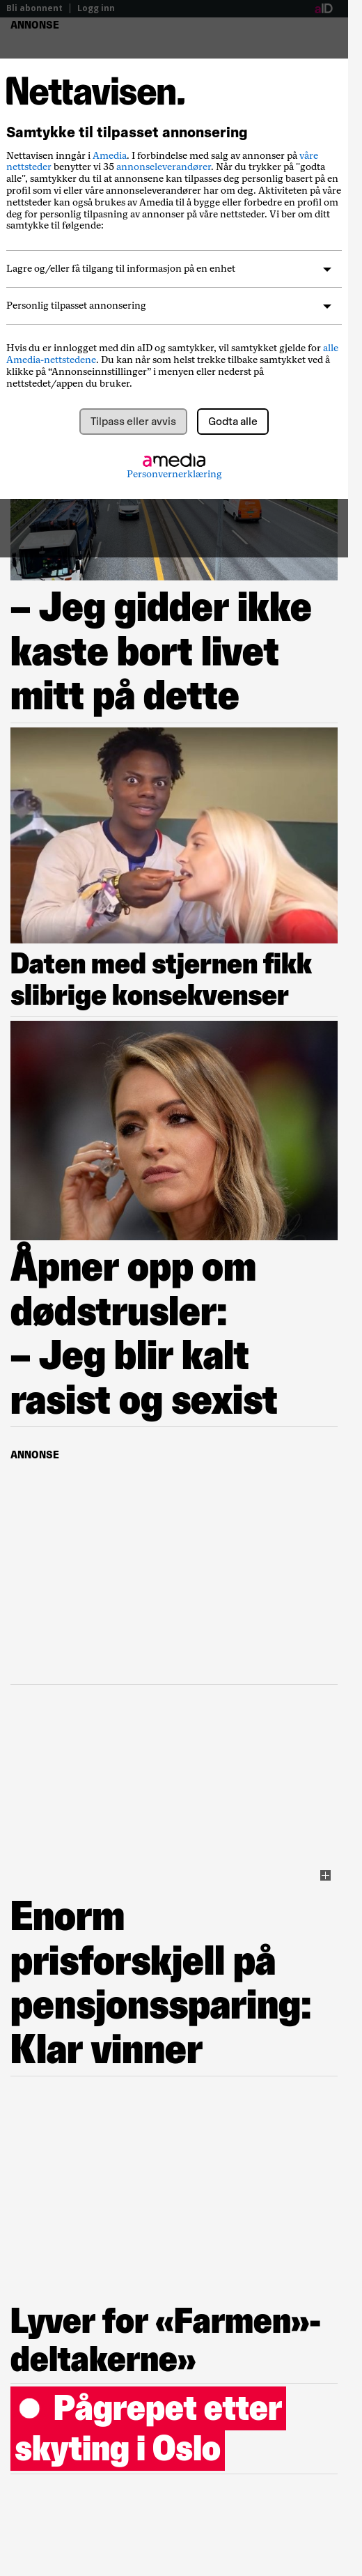 Bli abonnent | Logg inn
aID
ANNONSE
Nettavisen.
Samtykke til tilpasset annonsering
Nettavisen inngår i Amedia. I forbindelse med salg av annonser på våre
nettsteder benytter vi 35 annonseleverandører. Når du trykker på "godta
alle", samtykker du til at annonsene kan tilpasses deg personlig basert på en
profil som vi eller våre annonseleverandører har om deg. Aktiviteten på våre
nettsteder kan også brukes av Amedia til å bygge eller forbedre en profil om
deg for personlig tilpasning av annonser på våre nettsteder. Vi ber om ditt
samtykke til følgende:
Lagre og/eller få tilgang til informasjon på en enhet
Personlig tilpasset annonsering
Hvis du er innlogget med din aID og samtykker, vil samtykket gjelde for alle
Amedia-nettstedene. Du kan når som helst trekke tilbake samtykket ved å
klikke på “Annonseinnstillinger” i menyen eller nederst på
nettstedet/appen du bruker.
Tilpass eller avvis
Godta alle
amedia
Personvernerklæring
– Jeg gidder ikke
kaste bort livet
mitt på dette
Daten med stjernen fikk
slibrige konsekvenser
Åpner opp om
dødstrusler:
– Jeg blir kalt
rasist og sexist
ANNONSE
Enorm
prisforskjell på
pensjonssparing:
Klar vinner
Lyver for «Farmen»-
deltakerne»
Pågrepet etter
skyting i Oslo